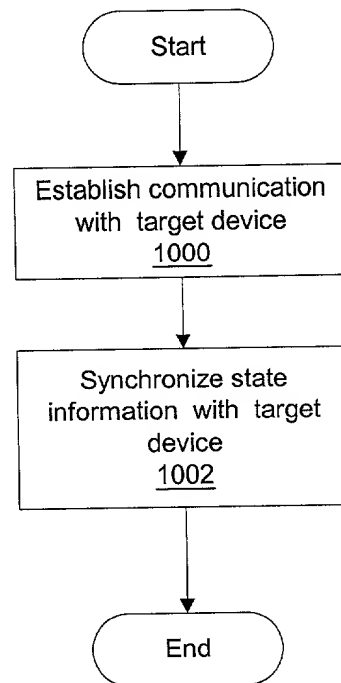 Start
Establish communication
with target device
1000
Synchronize state
information with target
device
1002
End